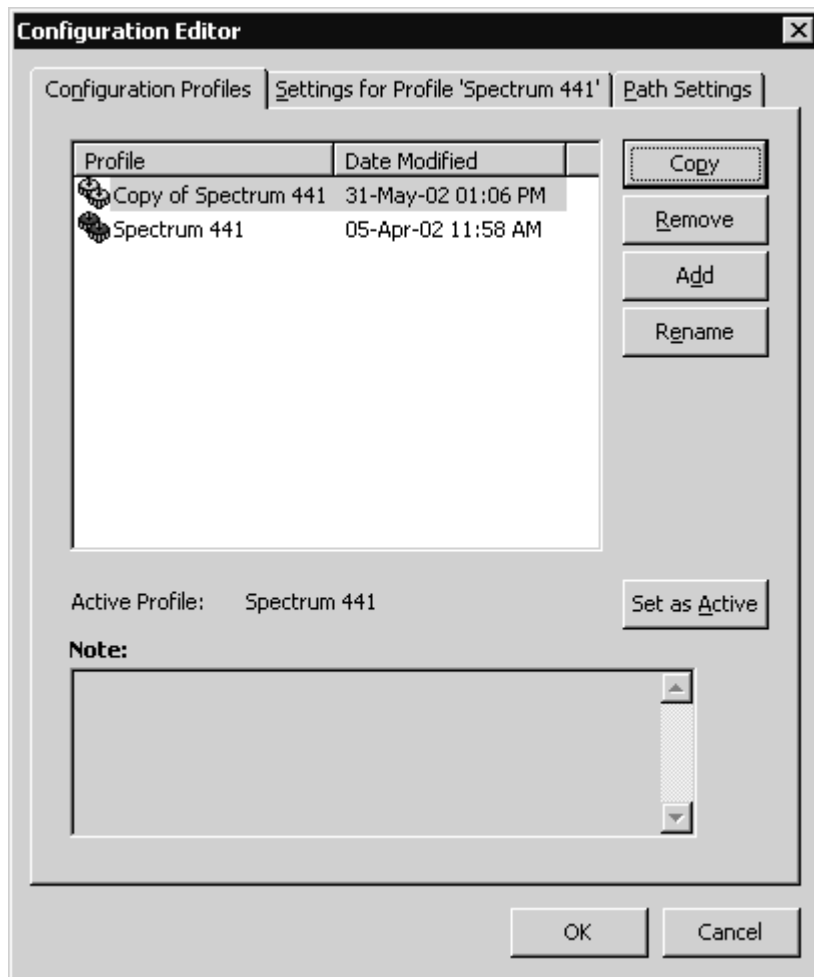 Configuration Editor
Configuration Profiles Settings for Profile 'Spectrum 441' Path Settings
Profile Date Modified
Copy of Spectrum 441 31-May-02 01:06 PM
Spectrum 441 05-Apr-02 11:58 AM
Copy
Remove
Add
Rename
Active Profile: Spectrum 441
Set as Active
Note:
OK Cancel